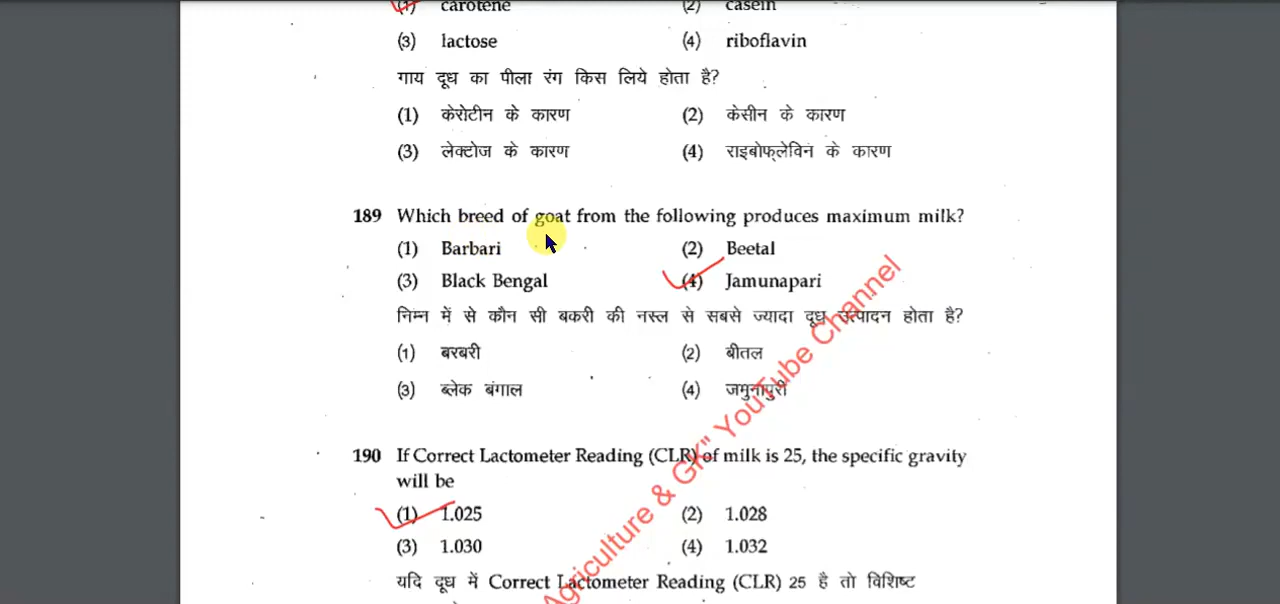 (1) carotene (2) casein
(3) lactose (4) riboflavin
गाय दूध का पीला रंग किस लिये होता है?
(1) केरोटीन के कारण (2) केसीन के कारण
(3) लेक्टोज के कारण (4) राइबोफ्लेविन के कारण
189 Which breed of goat from the following produces maximum milk?
(1) Barbari (2) Beetal
(3) Black Bengal (4) Jamunapari
निम्न में से कौन सी बकरी की नस्ल से सबसे ज्यादा दूध उत्पादन होता है?
(1) बरबरी (2) बीतल
(3) ब्लेक बंगाल (4) जमुनापुरी
190 If Correct Lactometer Reading (CLR) of milk is 25, the specific gravity
will be
(1) 1.025 (2) 1.028
(3) 1.030 (4) 1.032
यदि दूध में Correct Lactometer Reading (CLR) 25 है तो विशिष्ट
Agriculture & GK" YouTube Channel